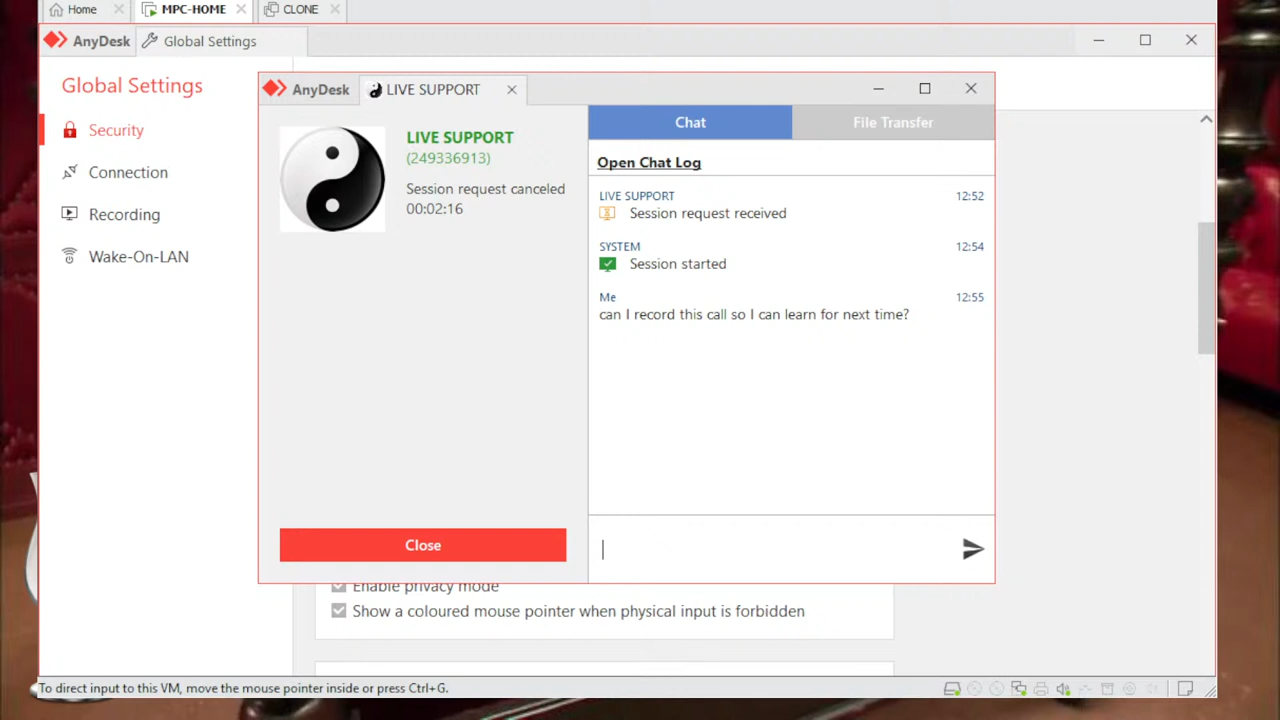 Home
MPC-HOME
CLONE
AnyDesk
Global Settings
Global Settings
Security
Connection
Recording
Wake-On-LAN
AnyDesk
LIVE SUPPORT
LIVE SUPPORT
(249336913)
Session request canceled
00:02:16
Close
Chat
File Transfer
Open Chat Log
LIVE SUPPORT 12:52
Session request received
SYSTEM 12:54
Session started
Me 12:55
can I record this call so I can learn for next time?
Enable privacy mode
Show a coloured mouse pointer when physical input is forbidden
To direct input to this VM, move the mouse pointer inside or press Ctrl+G.